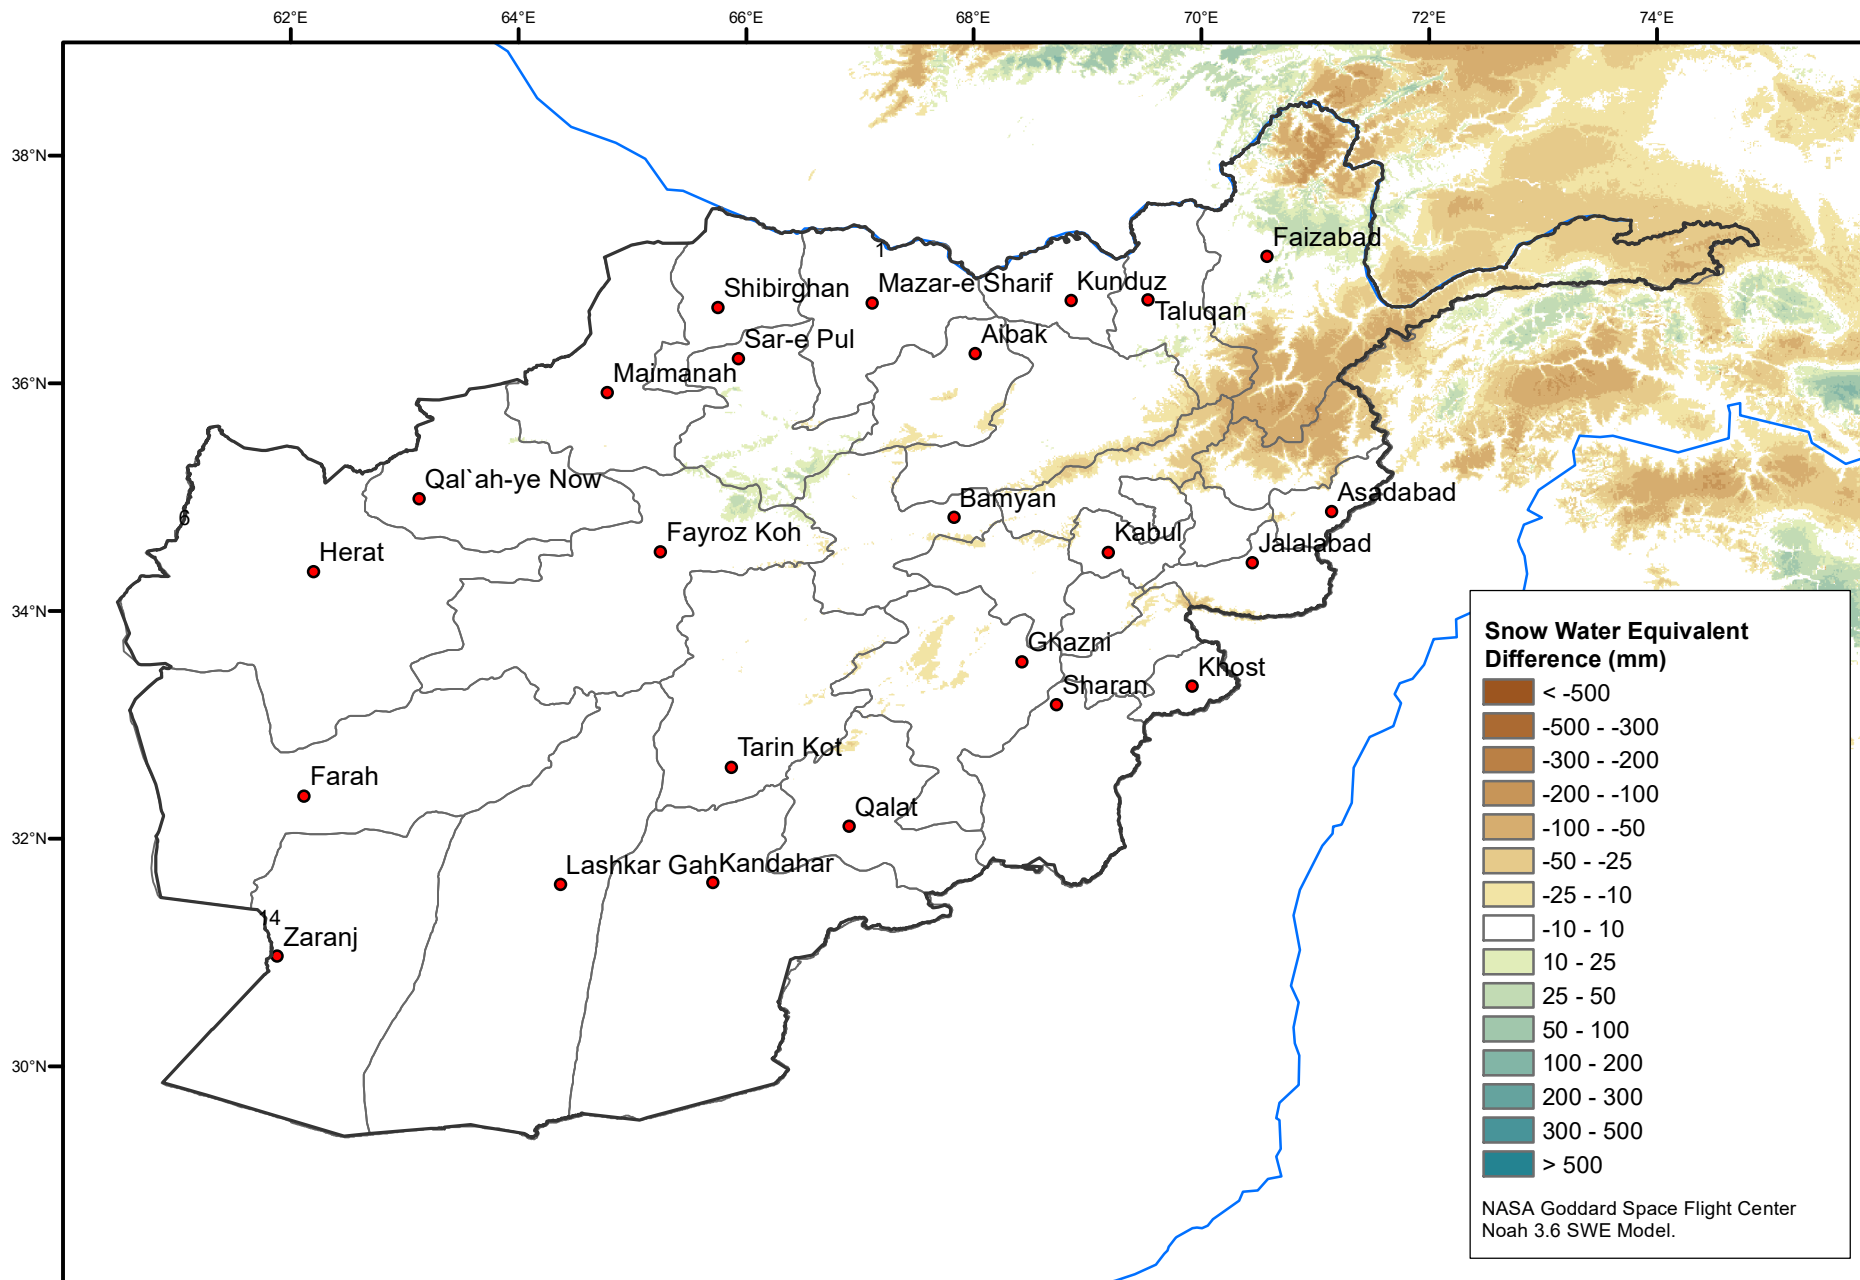 62°E
64°E
66°E
68°E
70°E
72°E
74°E
38°N
36°N
34°N
32°N
30°N
Faizabad
1
Shibirghan
Mazar-e Sharif
Kunduz
Taluqan
Sar-e Pul
Aibak
Maimanah
Qal`ah-ye Now
Bamyan
Asadabad
6
Herat
Fayroz Koh
Kabul
Jalalabad
Ghazni
Khost
Sharan
Tarin Kot
Farah
Qalat
Lashkar Gah
Kandahar
14
Zaranj
Snow Water Equivalent
Difference (mm)
< -500
-500 - -300
-300 - -200
-200 - -100
-100 - -50
-50 - -25
-25 - -10
-10 - 10
10 - 25
25 - 50
50 - 100
100 - 200
200 - 300
300 - 500
> 500
NASA Goddard Space Flight Center
Noah 3.6 SWE Model.